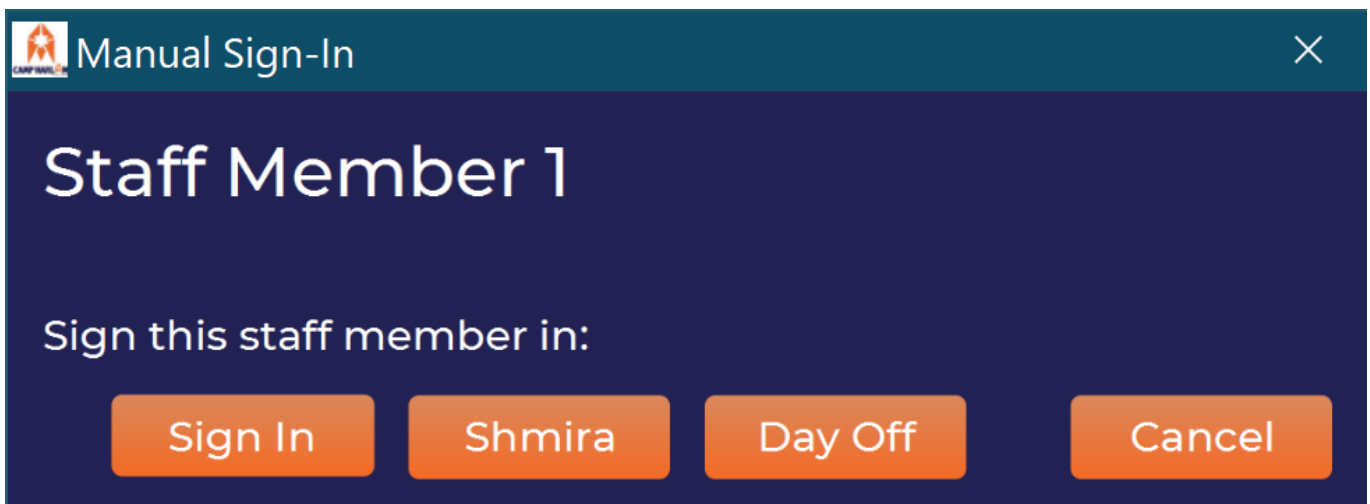 Manual Sign-In
Staff Member 1
Sign this staff member in:
Sign In Shmira Day Off Cancel